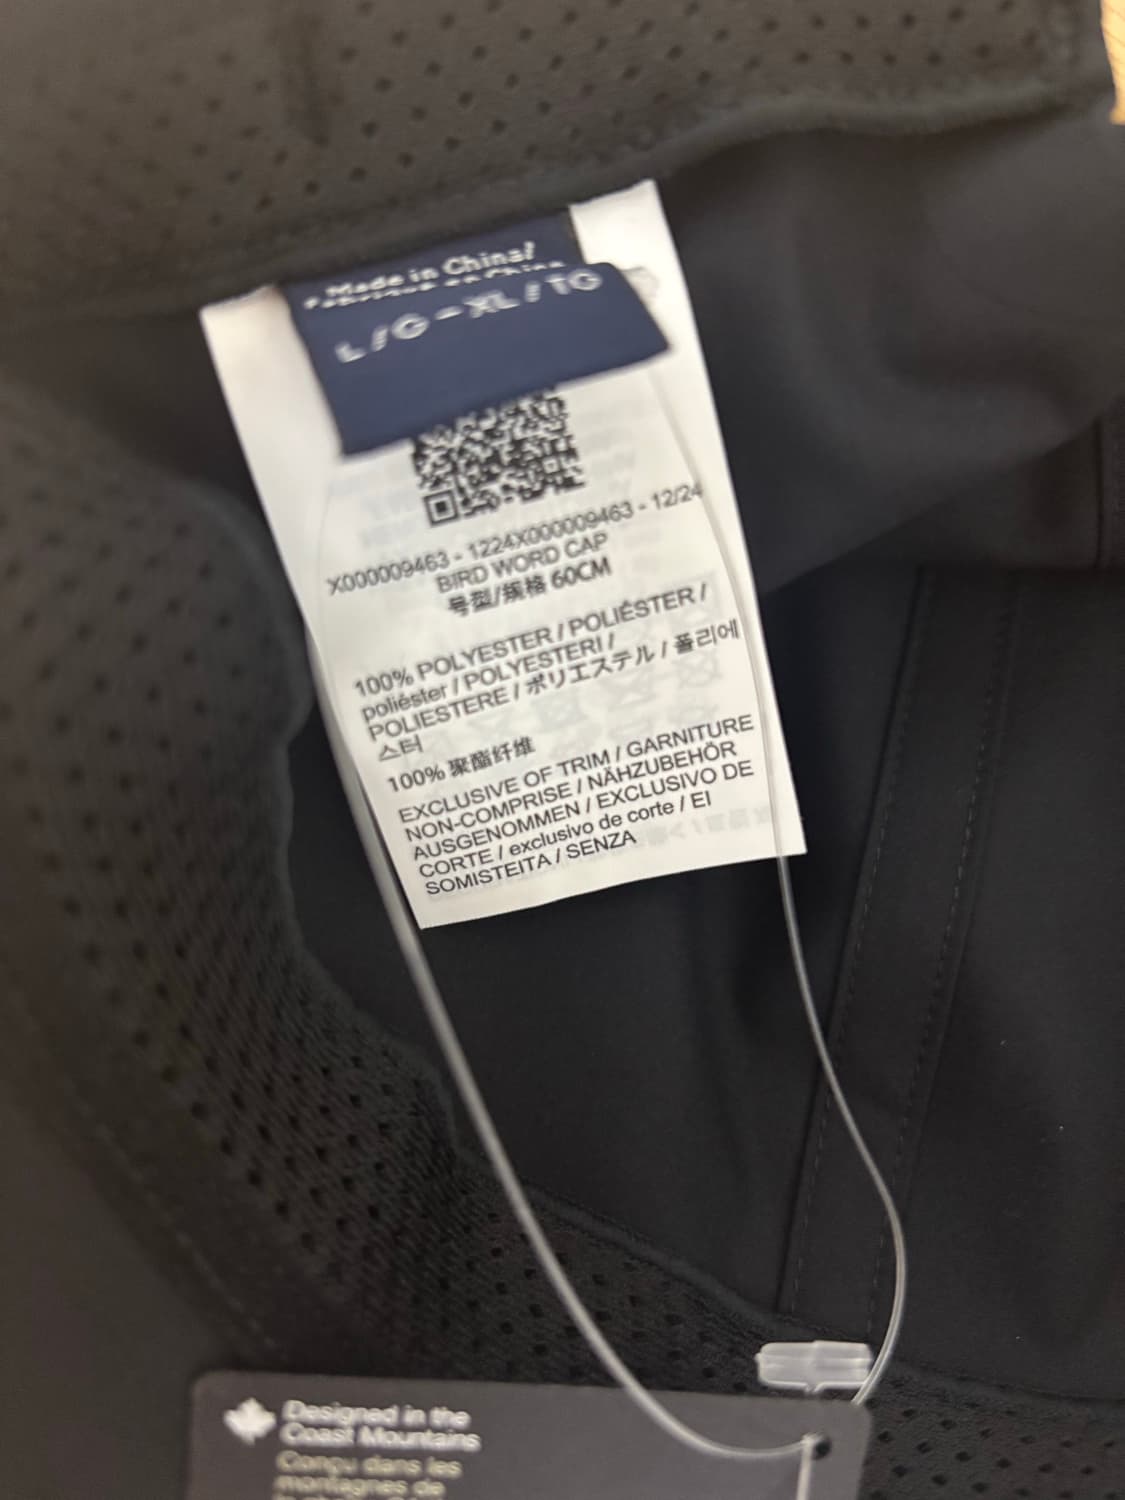 Made in China/
Fabriqué en Chine
L / G – XL / TG
X000009463 - 1224X000009463 - 12/24
BIRD WORD CAP
号型/规格 60CM
100% POLYESTER / POLIÉSTER /
poliéster / POLYESTERI /
POLIESTERE / ポリエステル / 폴리에
스터
100% 聚酯纤维
EXCLUSIVE OF TRIM / GARNITURE
NON-COMPRISE / NÄHZUBEHÖR
AUSGENOMMEN / EXCLUSIVO DE
CORTE / exclusivo de corte / EI
SOMISTEITA / SENZA
Designed in the
Coast Mountains
Conçu dans les
montagnes de